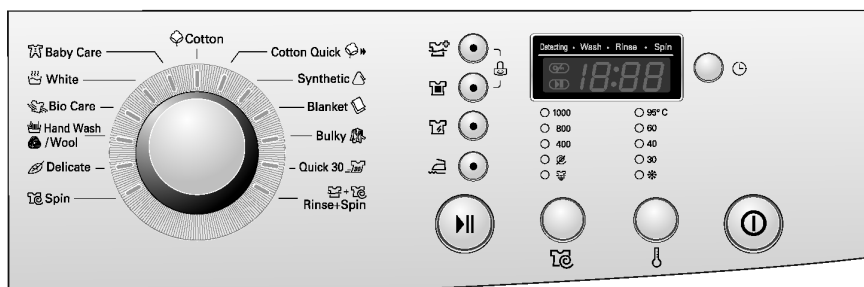 Cotton
Baby Care
White
Bio Care
Hand Wash
/Wool
Delicate
Spin
Cotton Quick
Synthetic
Blanket
Bulky
Quick 30
+
Rinse+Spin
Detecting • Wash • Rinse • Spin
18:88
1000
800
400
95° C
60
40
30